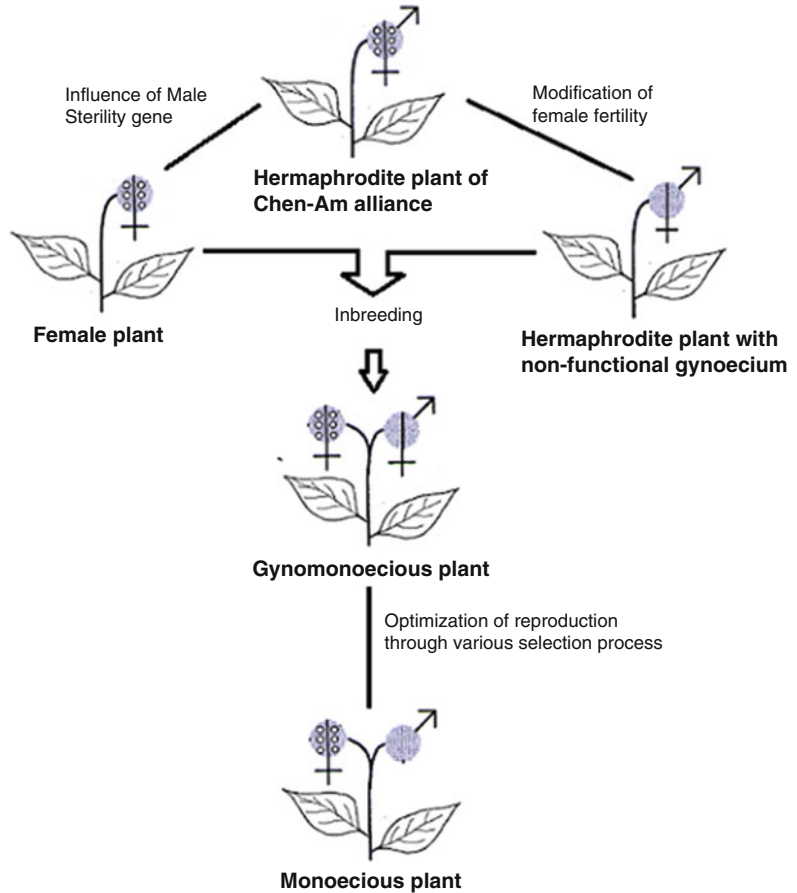 Influence of Male
Sterility gene
Modification of
female fertility
Hermaphrodite plant of
Chen-Am alliance
Female plant
Inbreeding
Hermaphrodite plant with
non-functional gynoecium
Gynomonoecious plant
Optimization of reproduction
through various selection process
Monoecious plant